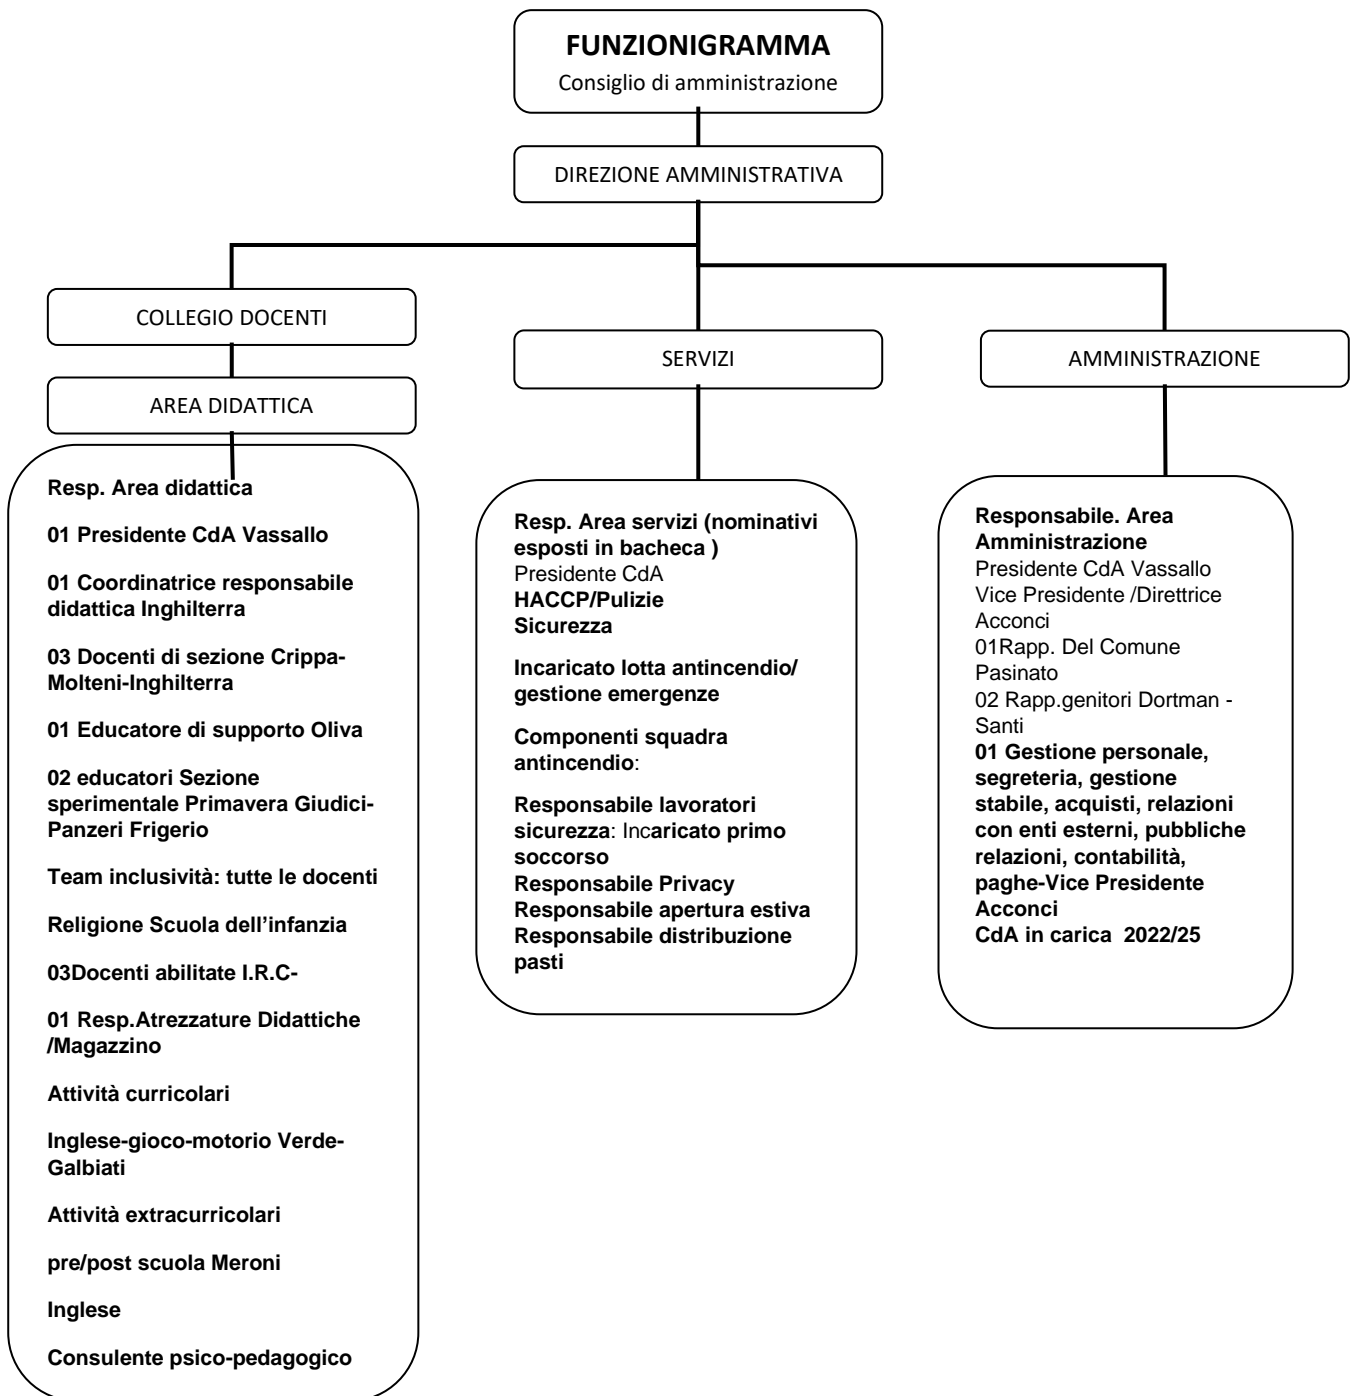 FUNZIONIGRAMMA
Consiglio di amministrazione
DIREZIONE AMMINISTRATIVA
COLLEGIO DOCENTI
AREA DIDATTICA
Resp. Area didattica
01 Presidente CdA Vassallo
01 Coordinatrice responsabile
didattica Inghilterra
03 Docenti di sezione Crippa-
Molteni-Inghilterra
01 Educatore di supporto Oliva
02 educatori Sezione
sperimentale Primavera Giudici-
Panzeri Frigerio
Team inclusività: tutte le docenti
Religione Scuola dell’infanzia
03Docenti abilitate I.R.C-
01 Resp.Atrezzature Didattiche
/Magazzino
Attività curricolari
Inglese-gioco-motorio Verde-
Galbiati
Attività extracurricolari
pre/post scuola Meroni
Inglese
Consulente psico-pedagogico
SERVIZI
Resp. Area servizi (nominativi
esposti in bacheca )
Presidente CdA
HACCP/Pulizie
Sicurezza
Incaricato lotta antincendio/
gestione emergenze
Componenti squadra
antincendio:
Responsabile lavoratori
sicurezza: Incaricato primo
soccorso
Responsabile Privacy
Responsabile apertura estiva
Responsabile distribuzione
pasti
AMMINISTRAZIONE
Responsabile. Area
Amministrazione
Presidente CdA Vassallo
Vice Presidente /Direttrice
Acconci
01Rapp. Del Comune
Pasinato
02 Rapp.genitori Dortman -
Santi
01 Gestione personale,
segreteria, gestione
stabile, acquisti, relazioni
con enti esterni, pubbliche
relazioni, contabilità,
paghe-Vice Presidente
Acconci
CdA in carica  2022/25